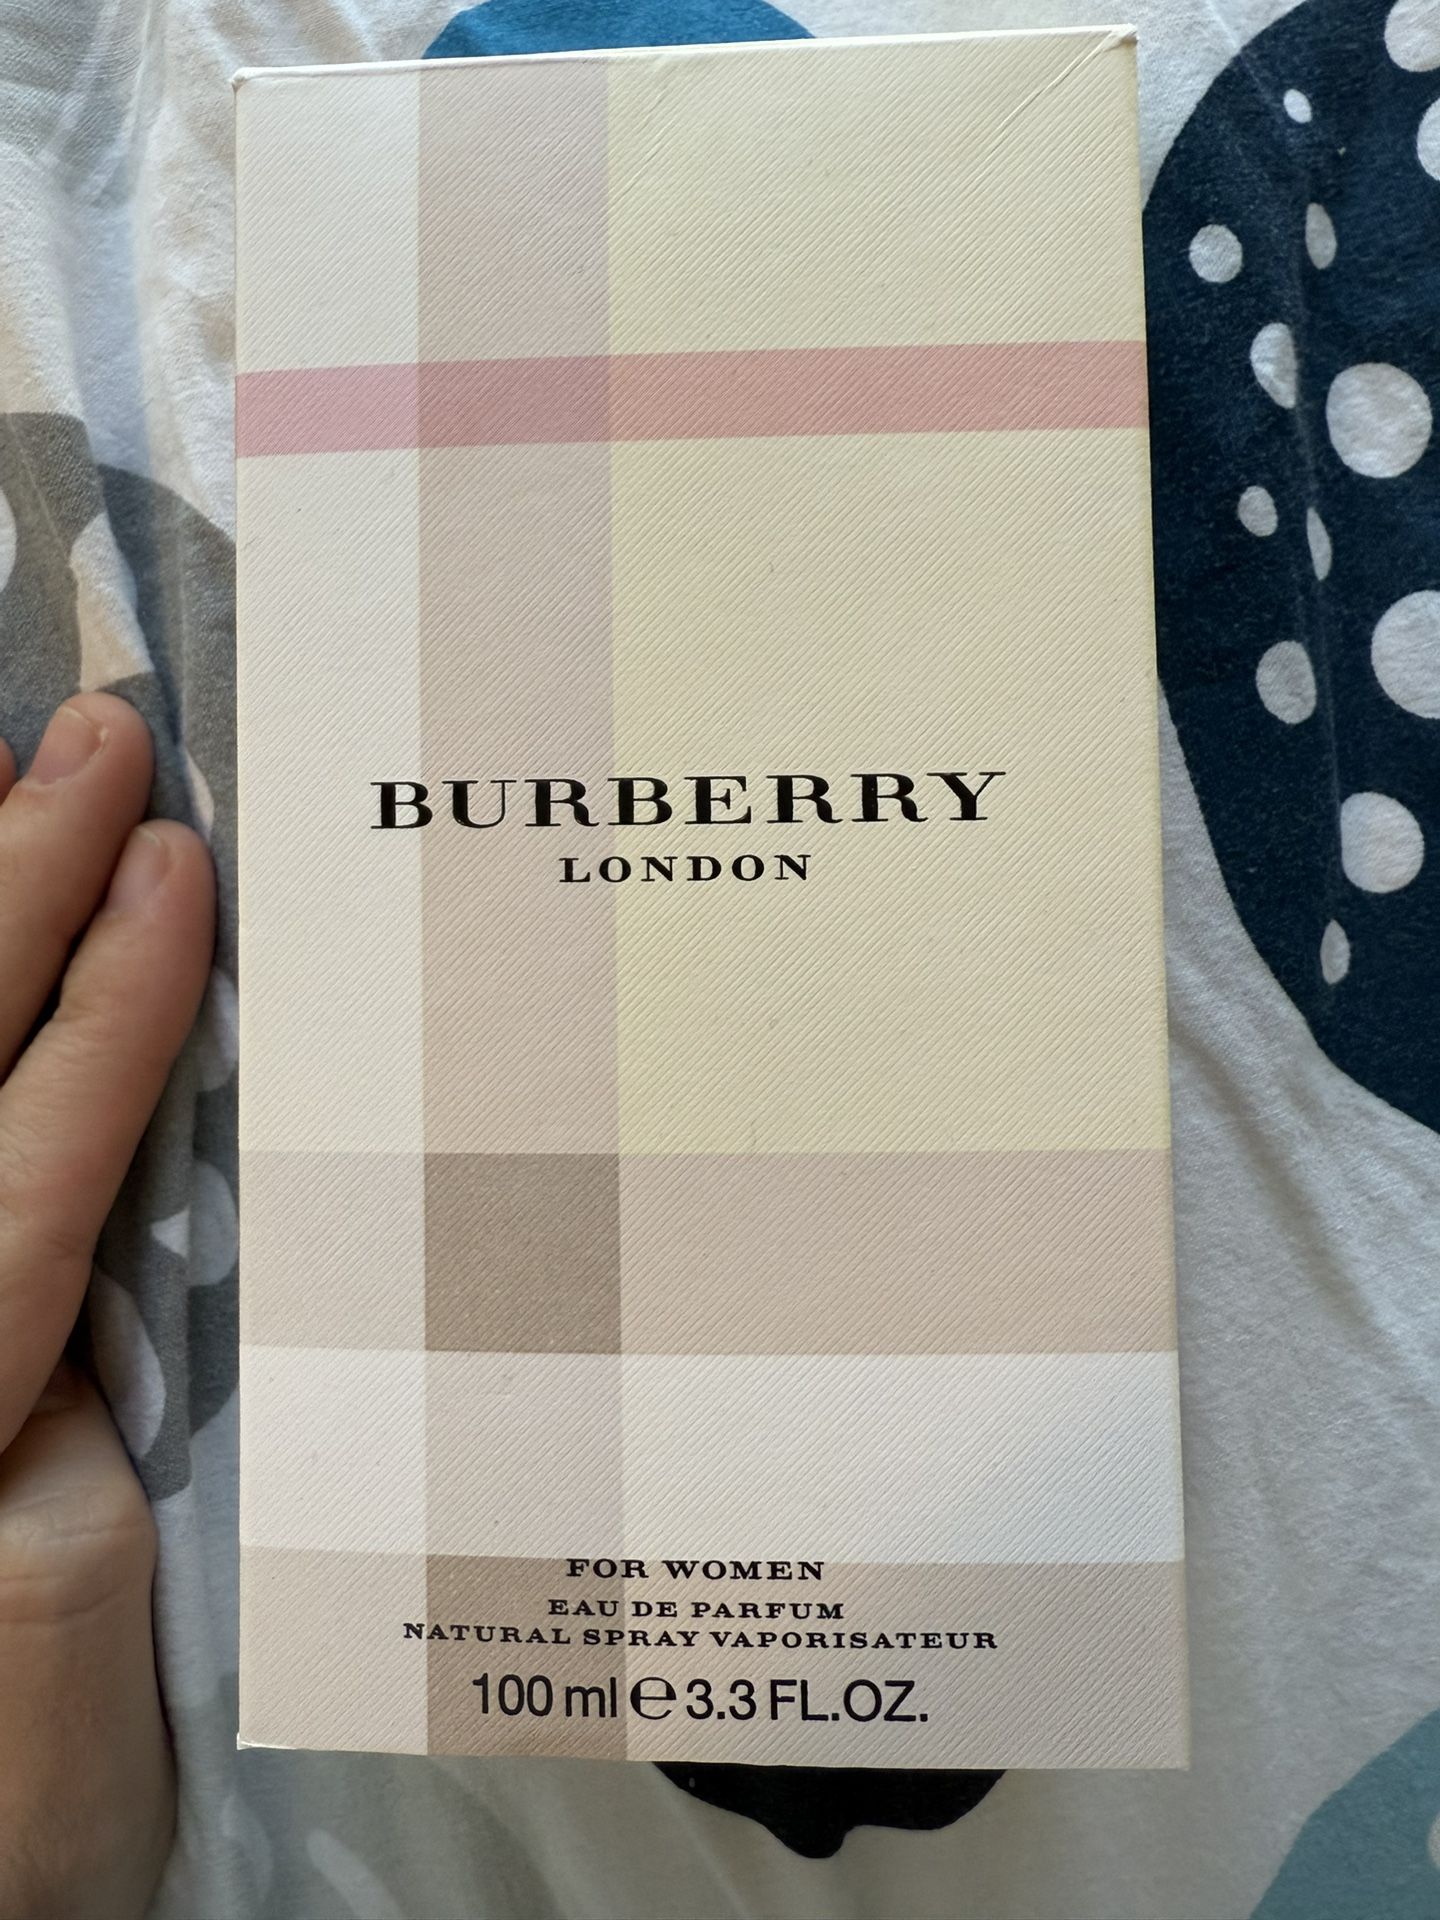 BURBERRY
LONDON
FOR WOMEN
EAU DE PARFUM
NATURAL SPRAY VAPORISATEUR
100 ml ℮ 3.3 FL.OZ.